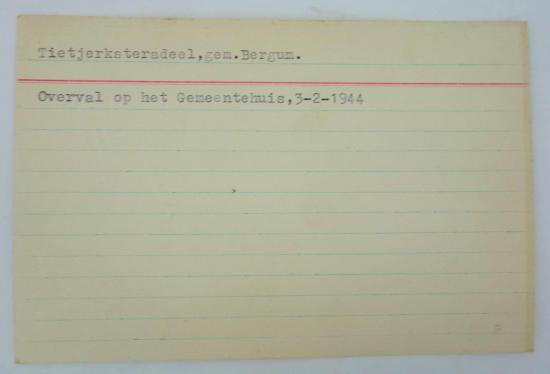 Tietjerksteradeel,gem.Bergum.
Overval op het Gemeentehuis,3-2-1944